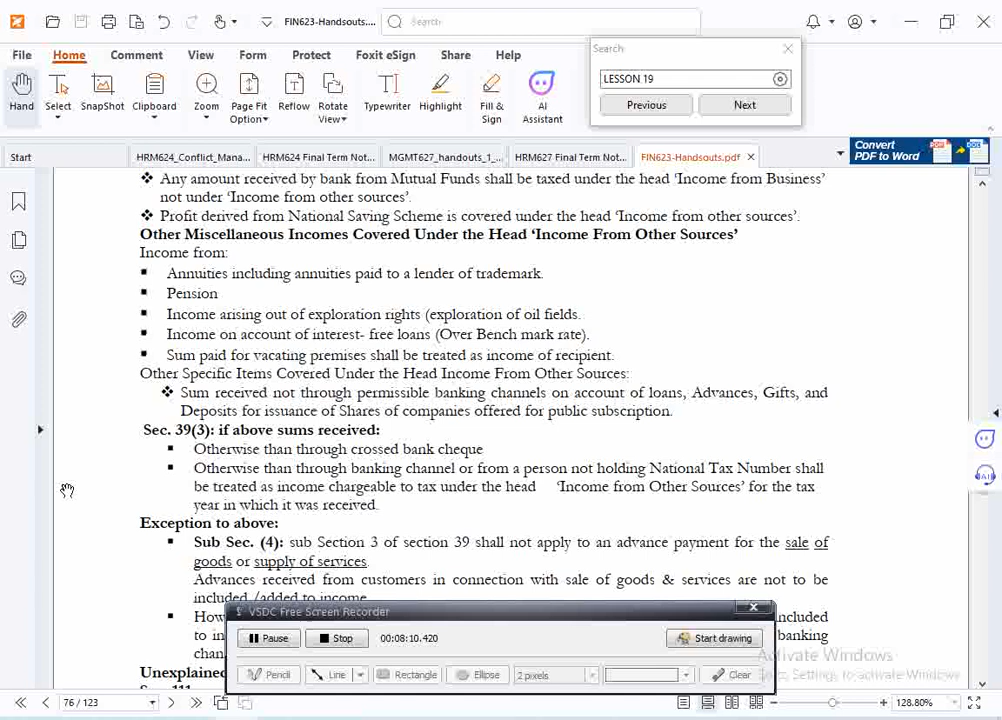 FIN623-Handsouts....
Search
File
Home
Comment
View
Form
Protect
Foxit eSign
Share
Help
Search
LESSON 19
Previous
Next
Hand
Select
SnapShot
Clipboard
Zoom
Page Fit
Option
Reflow
Rotate
View
Typewriter
Highlight
Fill &
Sign
AI
Assistant
Start
HRM624_Conflict_Mana...
HRM624 Final Term Not...
MGMT627_handouts_1_...
HRM627 Final Term Not...
FIN623-Handsouts.pdf
Convert
PDF to Word
❖ Any amount received by bank from Mutual Funds shall be taxed under the head ‘Income from Business’
not under ‘Income from other sources’.
❖ Profit derived from National Saving Scheme is covered under the head ‘Income from other sources’.
Other Miscellaneous Incomes Covered Under the Head ‘Income From Other Sources’
Income from:
▪ Annuities including annuities paid to a lender of trademark.
▪ Pension
▪ Income arising out of exploration rights (exploration of oil fields.
▪ Income on account of interest- free loans (Over Bench mark rate).
▪ Sum paid for vacating premises shall be treated as income of recipient.
Other Specific Items Covered Under the Head Income From Other Sources:
❖ Sum received not through permissible banking channels on account of loans, Advances, Gifts, and
Deposits for issuance of Shares of companies offered for public subscription.
Sec. 39(3): if above sums received:
▪ Otherwise than through crossed bank cheque
▪ Otherwise than through banking channel or from a person not holding National Tax Number shall
be treated as income chargeable to tax under the head ‘Income from Other Sources’ for the tax
year in which it was received.
Exception to above:
▪ Sub Sec. (4): sub Section 3 of section 39 shall not apply to an advance payment for the sale of
goods or supply of services.
Advances received from customers in connection with sale of goods & services are not to be
included /added to income
▪ How
included
to in
banking
chan
Unexplained
VSDC Free Screen Recorder
Pause
Stop
00:08:10.420
Start drawing
Pencil
Line
Rectangle
Ellipse
2 pixels
Clear
Activate Windows
Go to Settings to activate Windows.
76 / 123
128.80%